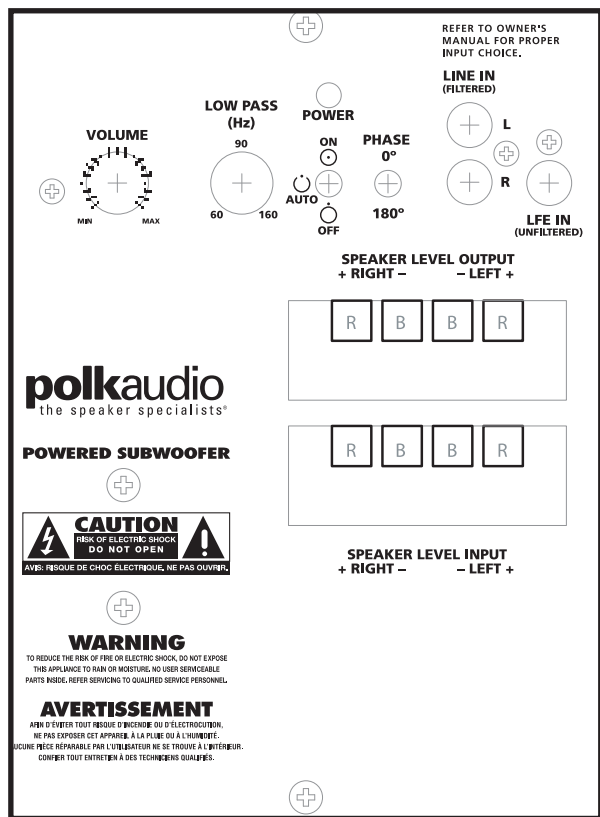 REFER TO OWNER'S
MANUAL FOR PROPER
INPUT CHOICE.
LINE IN
(FILTERED)
L
R
LFE IN
(UNFILTERED)
VOLUME
MIN
MAX
LOW PASS
(Hz)
90
60
160
POWER
ON
AUTO
OFF
PHASE
0º
180º
SPEAKER LEVEL OUTPUT
+ RIGHT – – LEFT +
R B B R
polkaudio
the speaker specialists®
POWERED SUBWOOFER
R B B R
SPEAKER LEVEL INPUT
+ RIGHT – – LEFT +
CAUTION
RISK OF ELECTRIC SHOCK
DO NOT OPEN
AVIS: RISQUE DE CHOC ÉLECTRIQUE, NE PAS OUVRIR.
WARNING
TO REDUCE THE RISK OF FIRE OR ELECTRIC SHOCK, DO NOT EXPOSE
THIS APPLIANCE TO RAIN OR MOISTURE. NO USER SERVICEABLE
PARTS INSIDE. REFER SERVICING TO QUALIFIED SERVICE PERSONNEL.
AVERTISSEMENT
AFIN D'ÉVITER TOUT RISQUE D'INCENDIE OU D'ÉLECTROCUTION,
NE PAS EXPOSER CET APPAREIL À LA PLUIE OU À L'HUMIDITÉ.
UCUNE PIÈCE RÉPARABLE PAR L'UTILISATEUR NE SE TROUVE À L'INTÉRIEUR.
CONFIER TOUT ENTRETIEN À DES TECHNICIENS QUALIFIÉS.